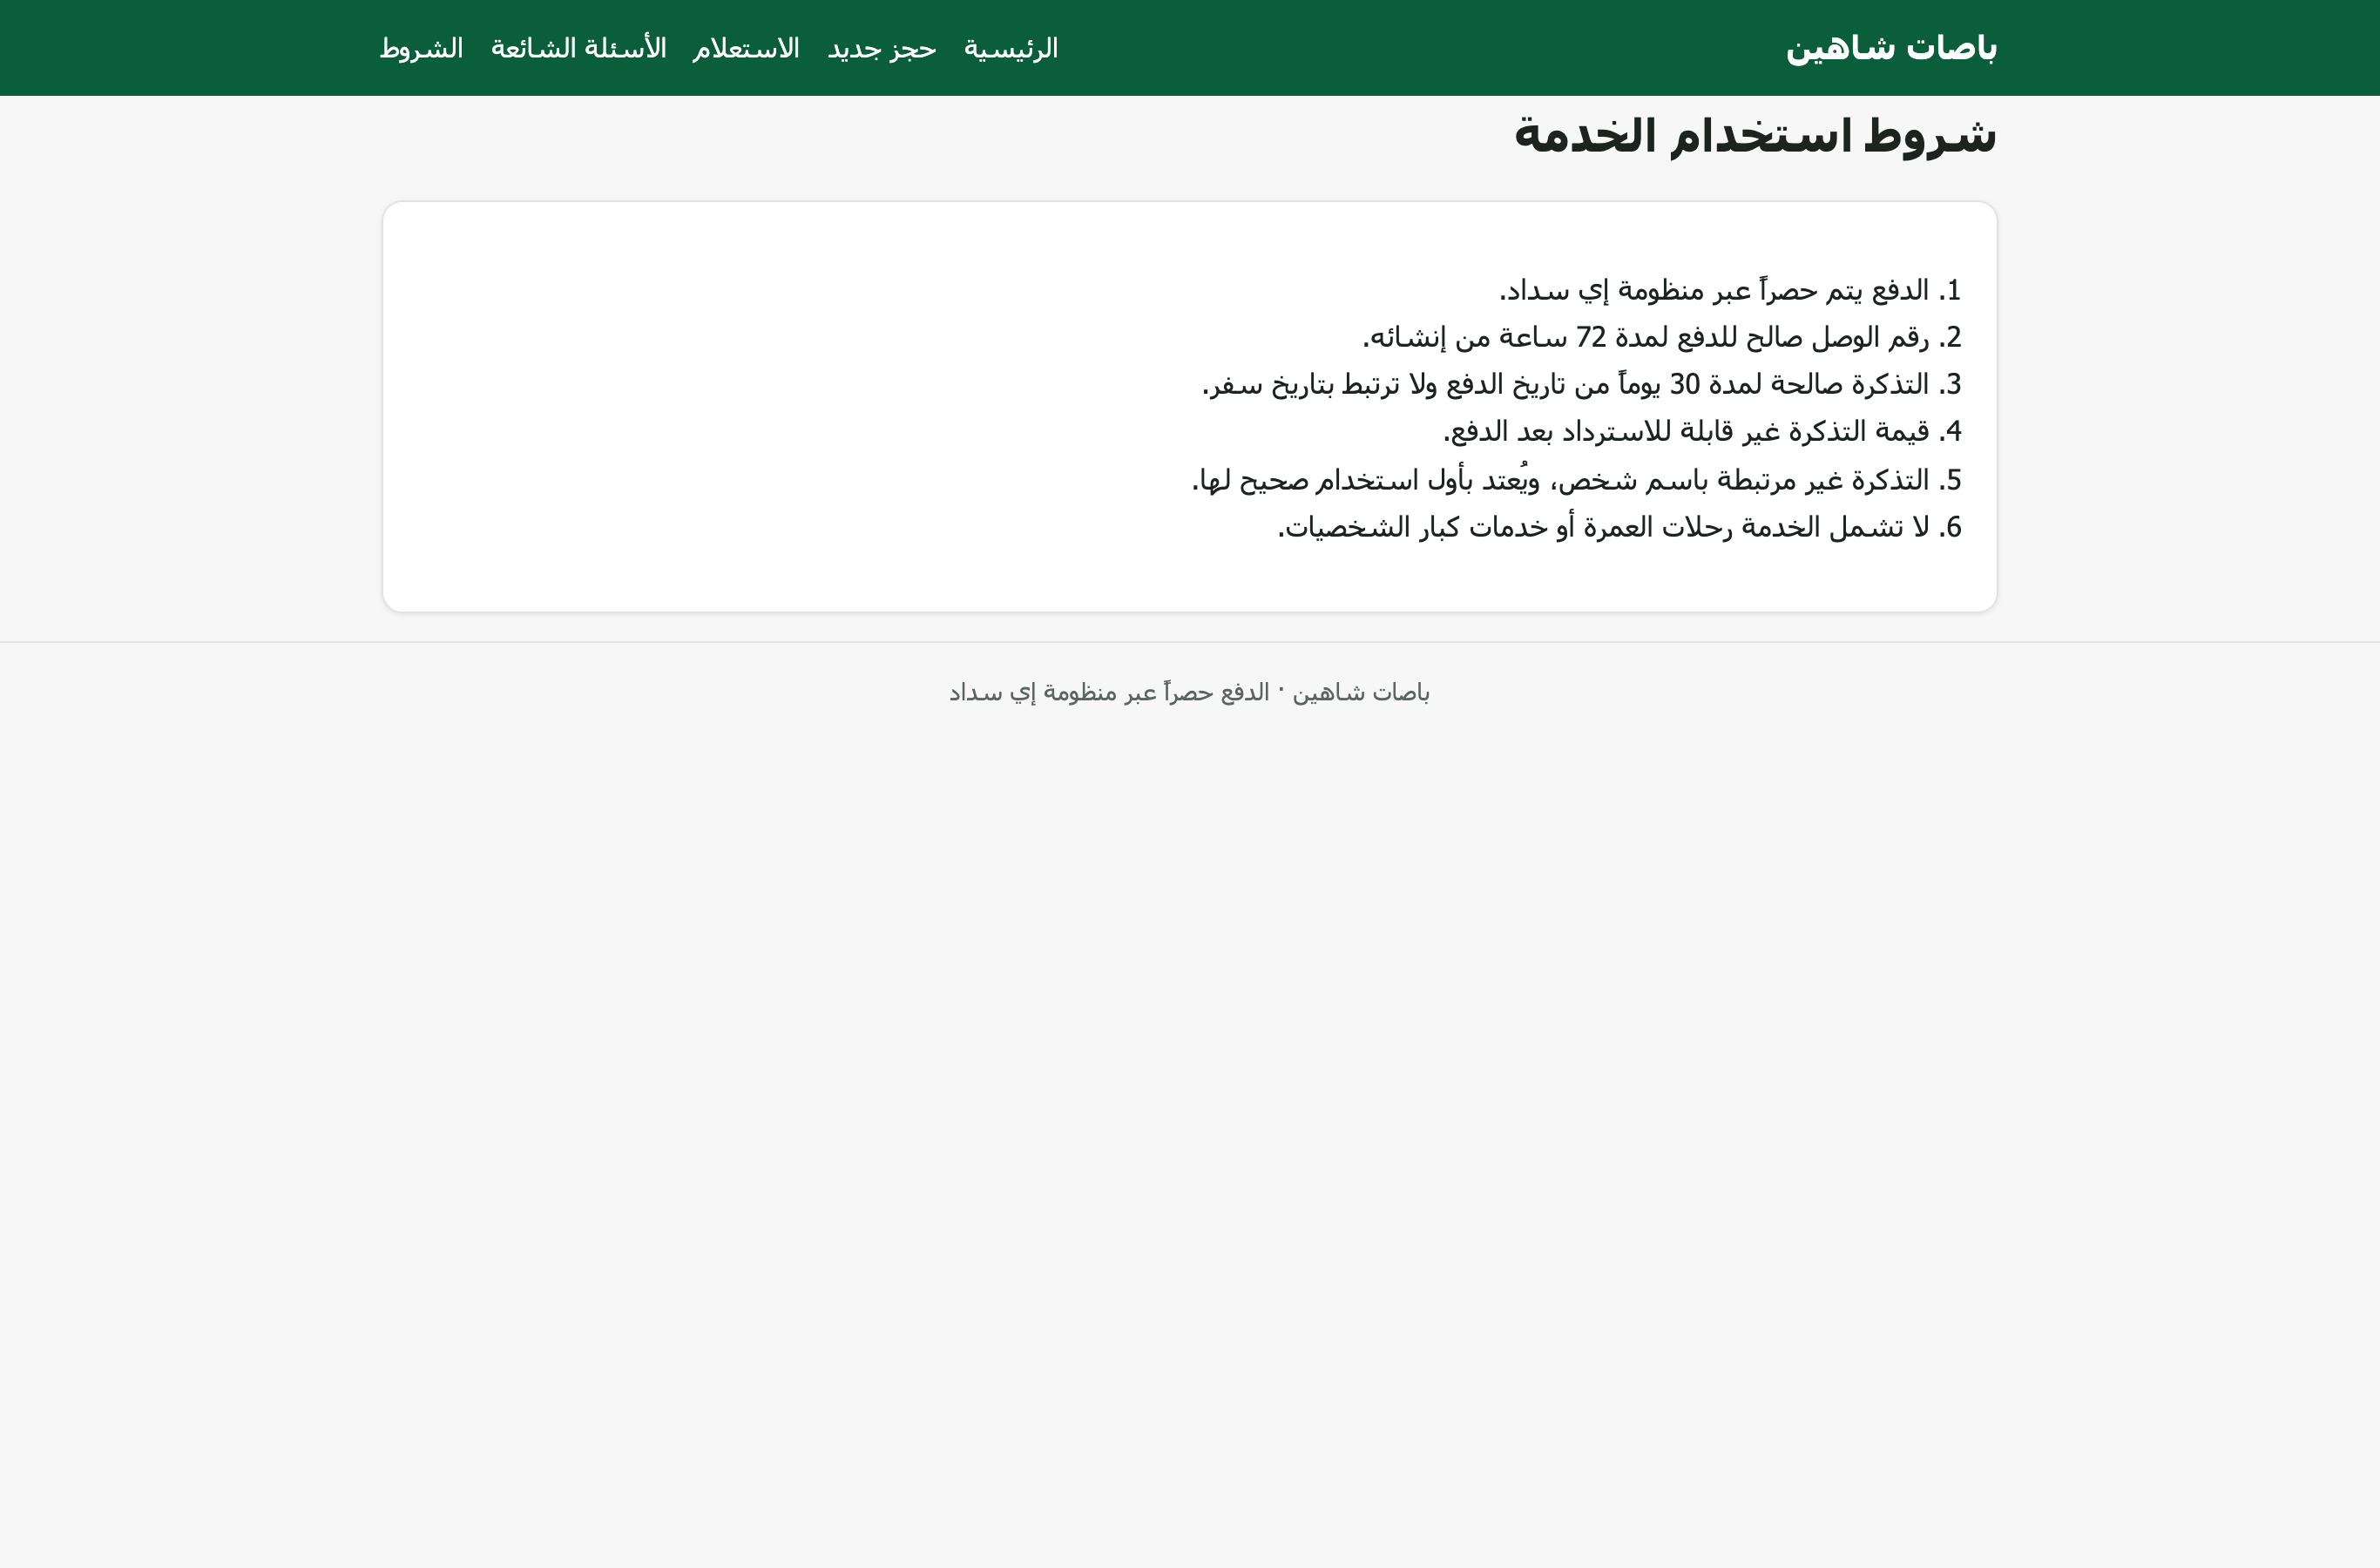 باصات شاهين
الرئيسية حجز جديد الاستعلام الأسئلة الشائعة الشروط
شروط استخدام الخدمة
1. الدفع يتم حصراً عبر منظومة إي سداد.
2. رقم الوصل صالح للدفع لمدة 72 ساعة من إنشائه.
3. التذكرة صالحة لمدة 30 يوماً من تاريخ الدفع ولا ترتبط بتاريخ سفر.
4. قيمة التذكرة غير قابلة للاسترداد بعد الدفع.
5. التذكرة غير مرتبطة باسم شخص، ويُعتد بأول استخدام صحيح لها.
6. لا تشمل الخدمة رحلات العمرة أو خدمات كبار الشخصيات.
باصات شاهين · الدفع حصراً عبر منظومة إي سداد